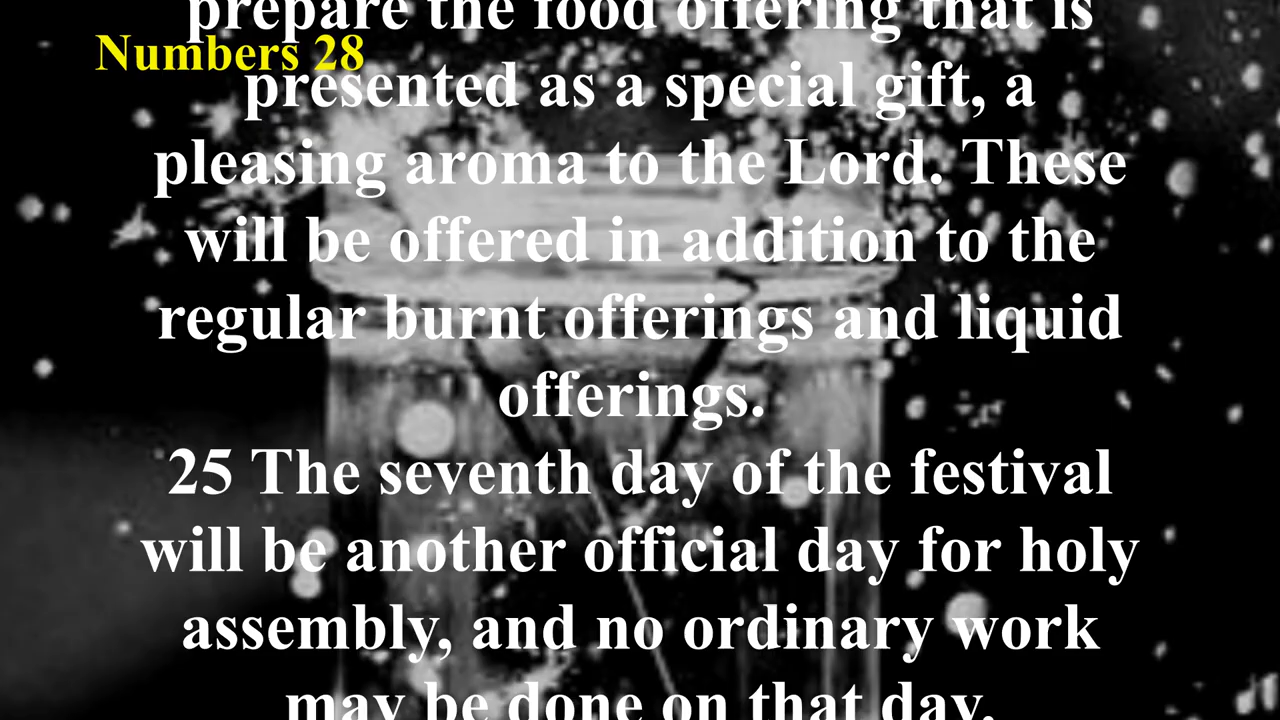 prepare the food offering that is
Numbers 28
presented as a special gift, a
pleasing aroma to the Lord. These
will be offered in addition to the
regular burnt offerings and liquid
offerings.
25 The seventh day of the festival
will be another official day for holy
assembly, and no ordinary work
may be done on that day.